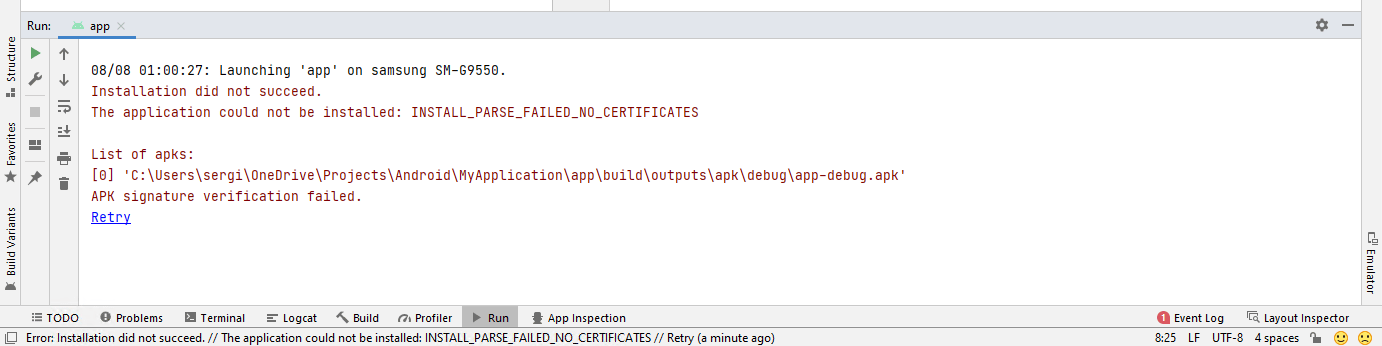 Run: app
Structure
Favorites
Build Variants
08/08 01:00:27: Launching 'app' on samsung SM-G9550.
Installation did not succeed.
The application could not be installed: INSTALL_PARSE_FAILED_NO_CERTIFICATES
List of apks:
[0] 'C:\Users\sergi\OneDrive\Projects\Android\MyApplication\app\build\outputs\apk\debug\app-debug.apk'
APK signature verification failed.
Retry
Emulator
TODO Problems Terminal Logcat Build Profiler Run App Inspection 1 Event Log Layout Inspector
Error: Installation did not succeed. // The application could not be installed: INSTALL_PARSE_FAILED_NO_CERTIFICATES // Retry (a minute ago) 8:25 LF UTF-8 4 spaces